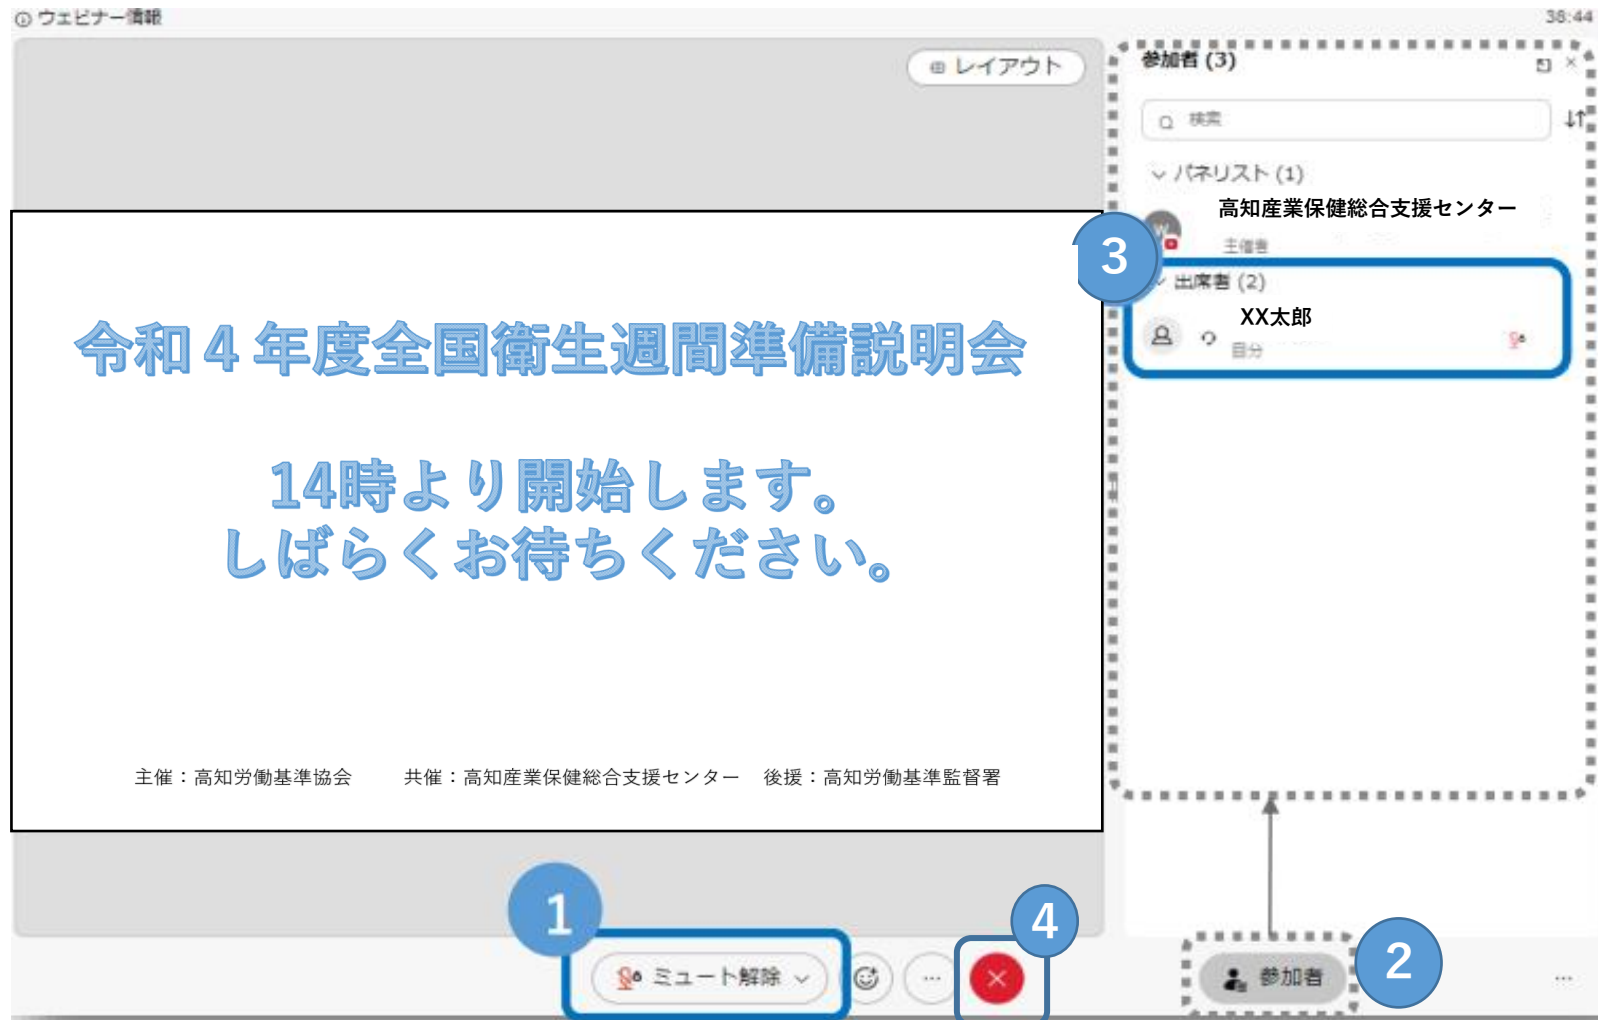 ウェビナー情報
38:44
レイアウト
参加者 (3)
検索
パネリスト (1)
高知産業保健総合支援センター
主催者
3
出席者 (2)
XX太郎
自分
令和４年度全国衛生週間準備説明会
14時より開始します。
しばらくお待ちください。
主催：高知労働基準協会 共催：高知産業保健総合支援センター 後援：高知労働基準監督署
1
4
2
ミュート解除
参加者